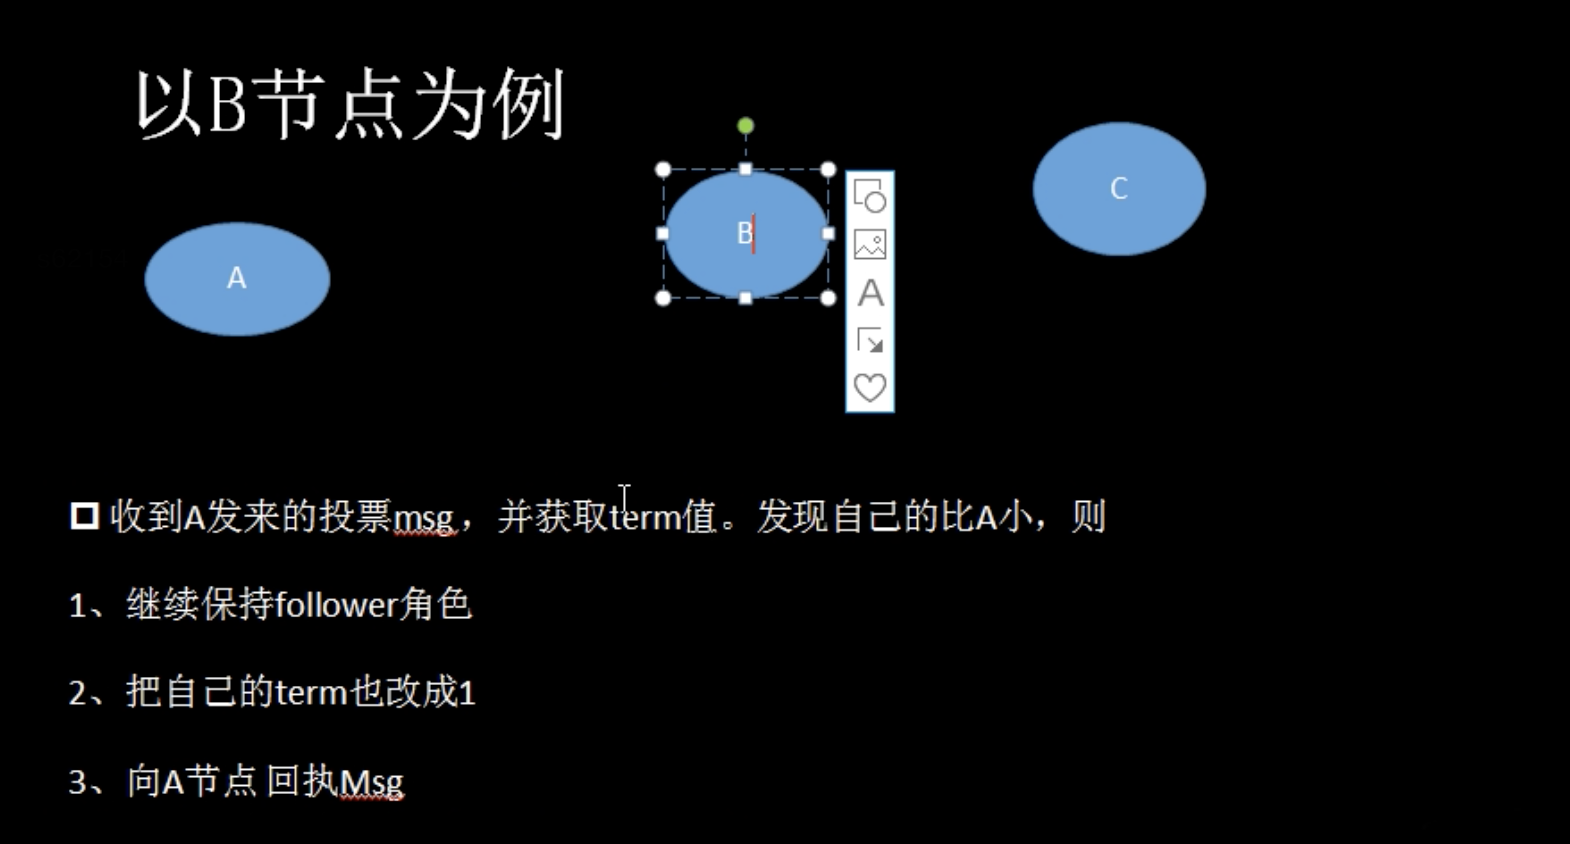 以B节点为例
A
B
C
收到A发来的投票msg，并获取term值。发现自己的比A小，则
1、继续保持follower角色
2、把自己的term也改成1
3、向A节点 回执Msg